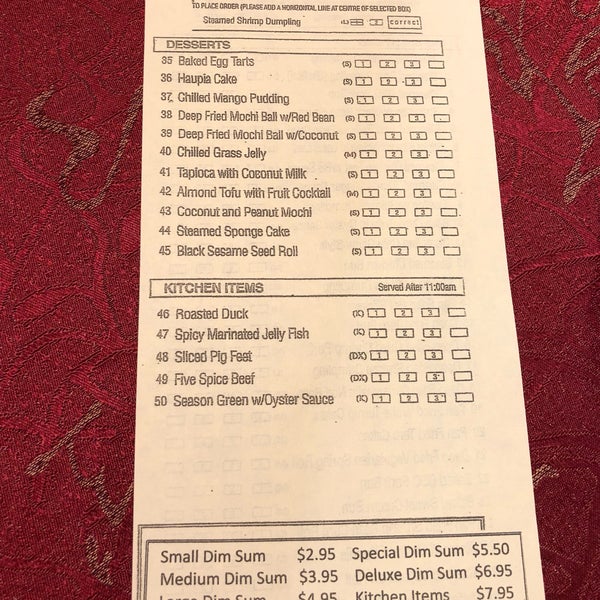 TO PLACE ORDER (PLEASE ADD A HORIZONTAL LINE AT CENTRE OF SELECTED BOX)
Steamed Shrimp Dumpling (L) 2 correct
DESSERTS
35 Baked Egg Tarts (S) 1 2 3
36 Haupia Cake (S) 1 2 3
37 Chilled Mango Pudding (S) 1 2 3
38 Deep Fried Mochi Ball w/Red Bean (S) 1 2 3
39 Deep Fried Mochi Ball w/Coconut (S) 1 2 3
40 Chilled Grass Jelly (M) 1 2 3
41 Tapioca with Coconut Milk (S) 1 2 3
42 Almond Tofu with Fruit Cocktail (M) 1 2 3
43 Coconut and Peanut Mochi (S) 1 2 3
44 Steamed Sponge Cake (S) 1 2 3
45 Black Sesame Seed Roll (S) 1 2 3
KITCHEN ITEMS Served After 11:00am
46 Roasted Duck (K) 1 2 3
47 Spicy Marinated Jelly Fish (K) 1 2 3
48 Sliced Pig Feet (DX) 1 2 3
49 Five Spice Beef (DX) 1 2 3
50 Season Green w/Oyster Sauce (K) 1 2 3
Small Dim Sum $2.95 Special Dim Sum $5.50
Medium Dim Sum $3.95 Deluxe Dim Sum $6.95
Large Dim Sum $4.95 Kitchen Items $7.95